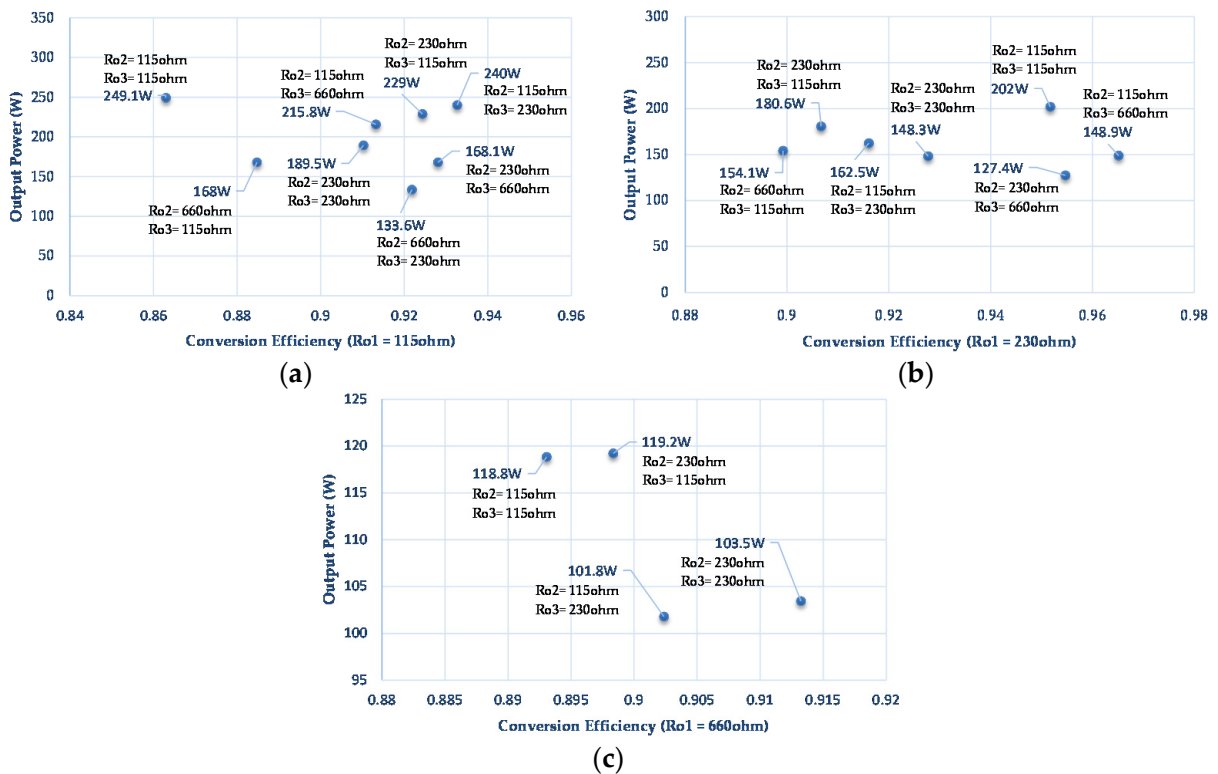 350
300
250
200
150
100
50
0
Output Power (W)
Ro2= 115ohm
Ro3= 115ohm
249.1W
Ro2= 115ohm
Ro3= 660ohm
215.8W
Ro2= 230ohm
Ro3= 115ohm
229W
240W
Ro2= 115ohm
Ro3= 230ohm
168W
Ro2= 660ohm
Ro3= 115ohm
189.5W
Ro2= 230ohm
Ro3= 230ohm
168.1W
Ro2= 230ohm
Ro3= 660ohm
133.6W
Ro2= 660ohm
Ro3= 230ohm
0.84 0.86 0.88 0.9 0.92 0.94 0.96
Conversion Efficiency (Ro1 = 115ohm)
(a)
300
250
200
150
100
50
0
Output Power (W)
Ro2= 230ohm
Ro3= 115ohm
180.6W
Ro2= 230ohm
Ro3= 230ohm
148.3W
Ro2= 115ohm
Ro3= 115ohm
202W
Ro2= 115ohm
Ro3= 660ohm
148.9W
154.1W
Ro2= 660ohm
Ro3= 115ohm
162.5W
Ro2= 115ohm
Ro3= 230ohm
127.4W
Ro2= 230ohm
Ro3= 660ohm
0.88 0.9 0.92 0.94 0.96 0.98
Conversion Efficiency (Ro1 = 230ohm)
(b)
125
120
115
110
105
100
95
Output Power (W)
118.8W
Ro2= 115ohm
Ro3= 115ohm
119.2W
Ro2= 230ohm
Ro3= 115ohm
101.8W
Ro2= 115ohm
Ro3= 230ohm
103.5W
Ro2= 230ohm
Ro3= 230ohm
0.88 0.885 0.89 0.895 0.9 0.905 0.91 0.915 0.92
Conversion Efficiency (Ro1 = 660ohm)
(c)